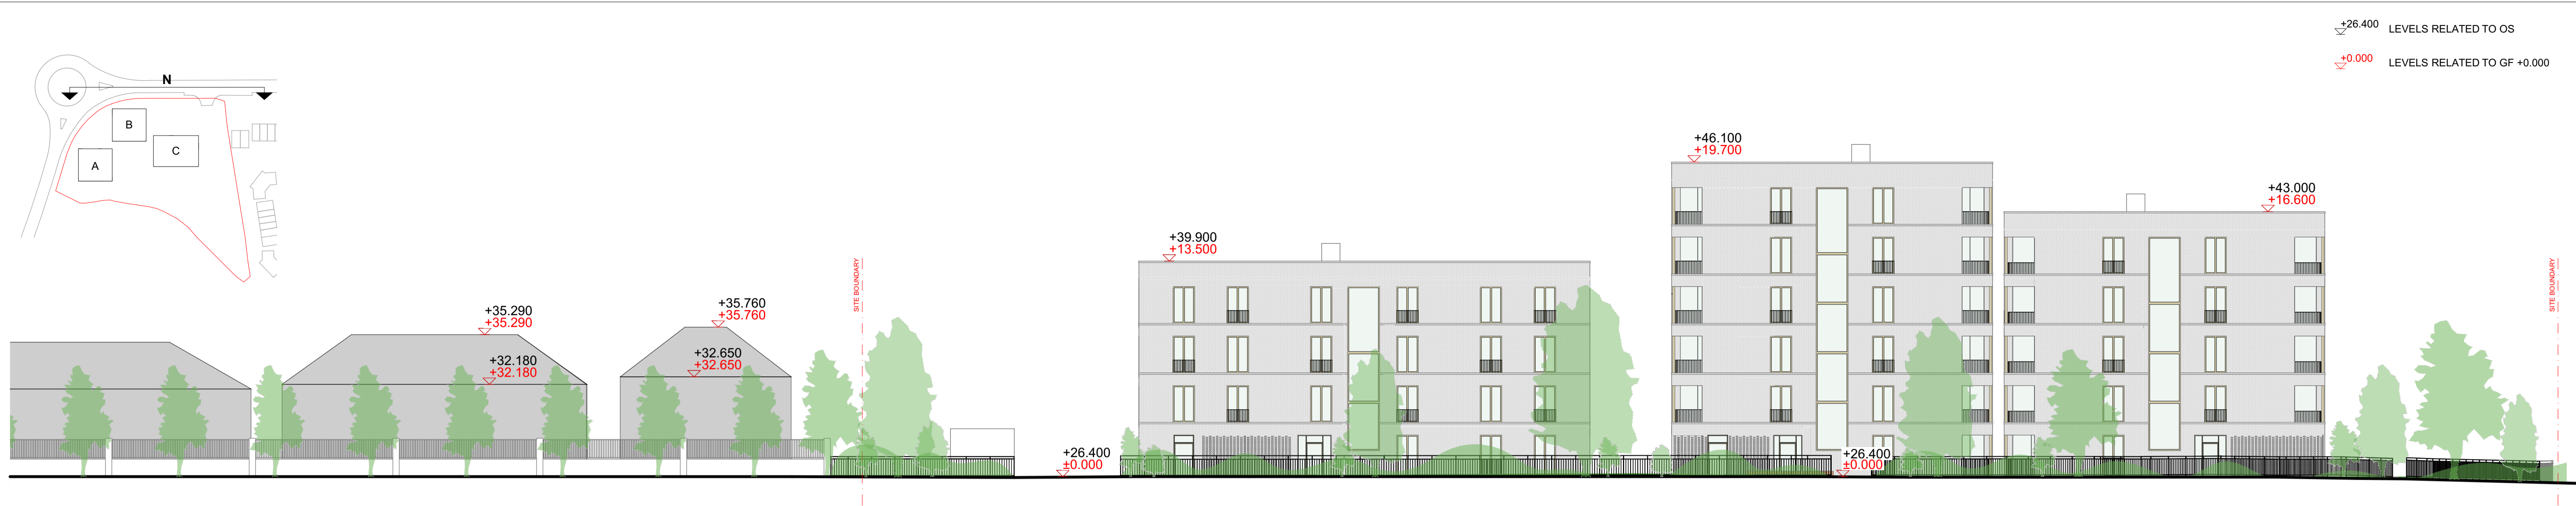 +26.400 LEVELS RELATED TO OS
+0.000 LEVELS RELATED TO GF +0.000
N
B
C
A
+46.100
+19.700
+43.000
+16.600
+39.900
+13.500
SITE BOUNDARY
SITE BOUNDARY
+35.290
+35.290
+35.760
+35.760
+32.180
+32.180
+32.650
+32.650
+26.400
±0.000
+26.400
±0.000